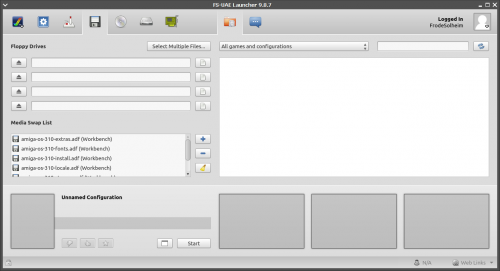 FS-UAE Launcher 9.8.7
Logged in
FrodeSolheim
Floppy Drives
Select Multiple Files...
All games and configurations
Media Swap List
amiga-os-310-extras.adf (Workbench)
amiga-os-310-fonts.adf (Workbench)
amiga-os-310-install.adf (Workbench)
amiga-os-310-locale.adf (Workbench)
Unnamed Configuration
Start
N/A
Web Links